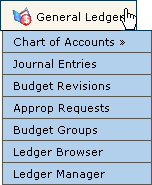 General Ledger
Chart of Accounts »
Journal Entries
Budget Revisions
Approp Requests
Budget Groups
Ledger Browser
Ledger Manager